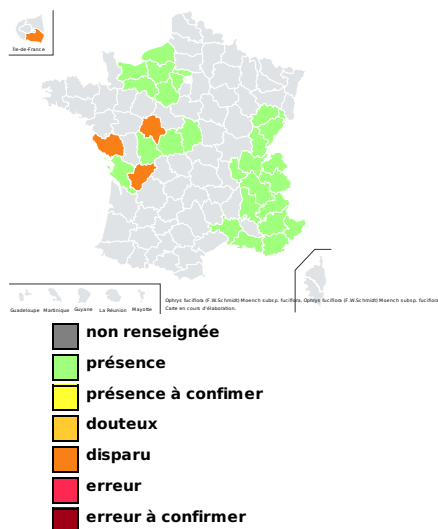 Île-de-France
Guadeloupe Martinique Guyane La Réunion Mayotte
Ophrys fuciflora (F.W.Schmidt) Moench subsp. fuciflora, Ophrys fuciflora (F.W.Schmidt) Moench subsp. fuciflora
Carte en cours d'élaboration.
non renseignée
présence
présence à confimer
douteux
disparu
erreur
erreur à confirmer